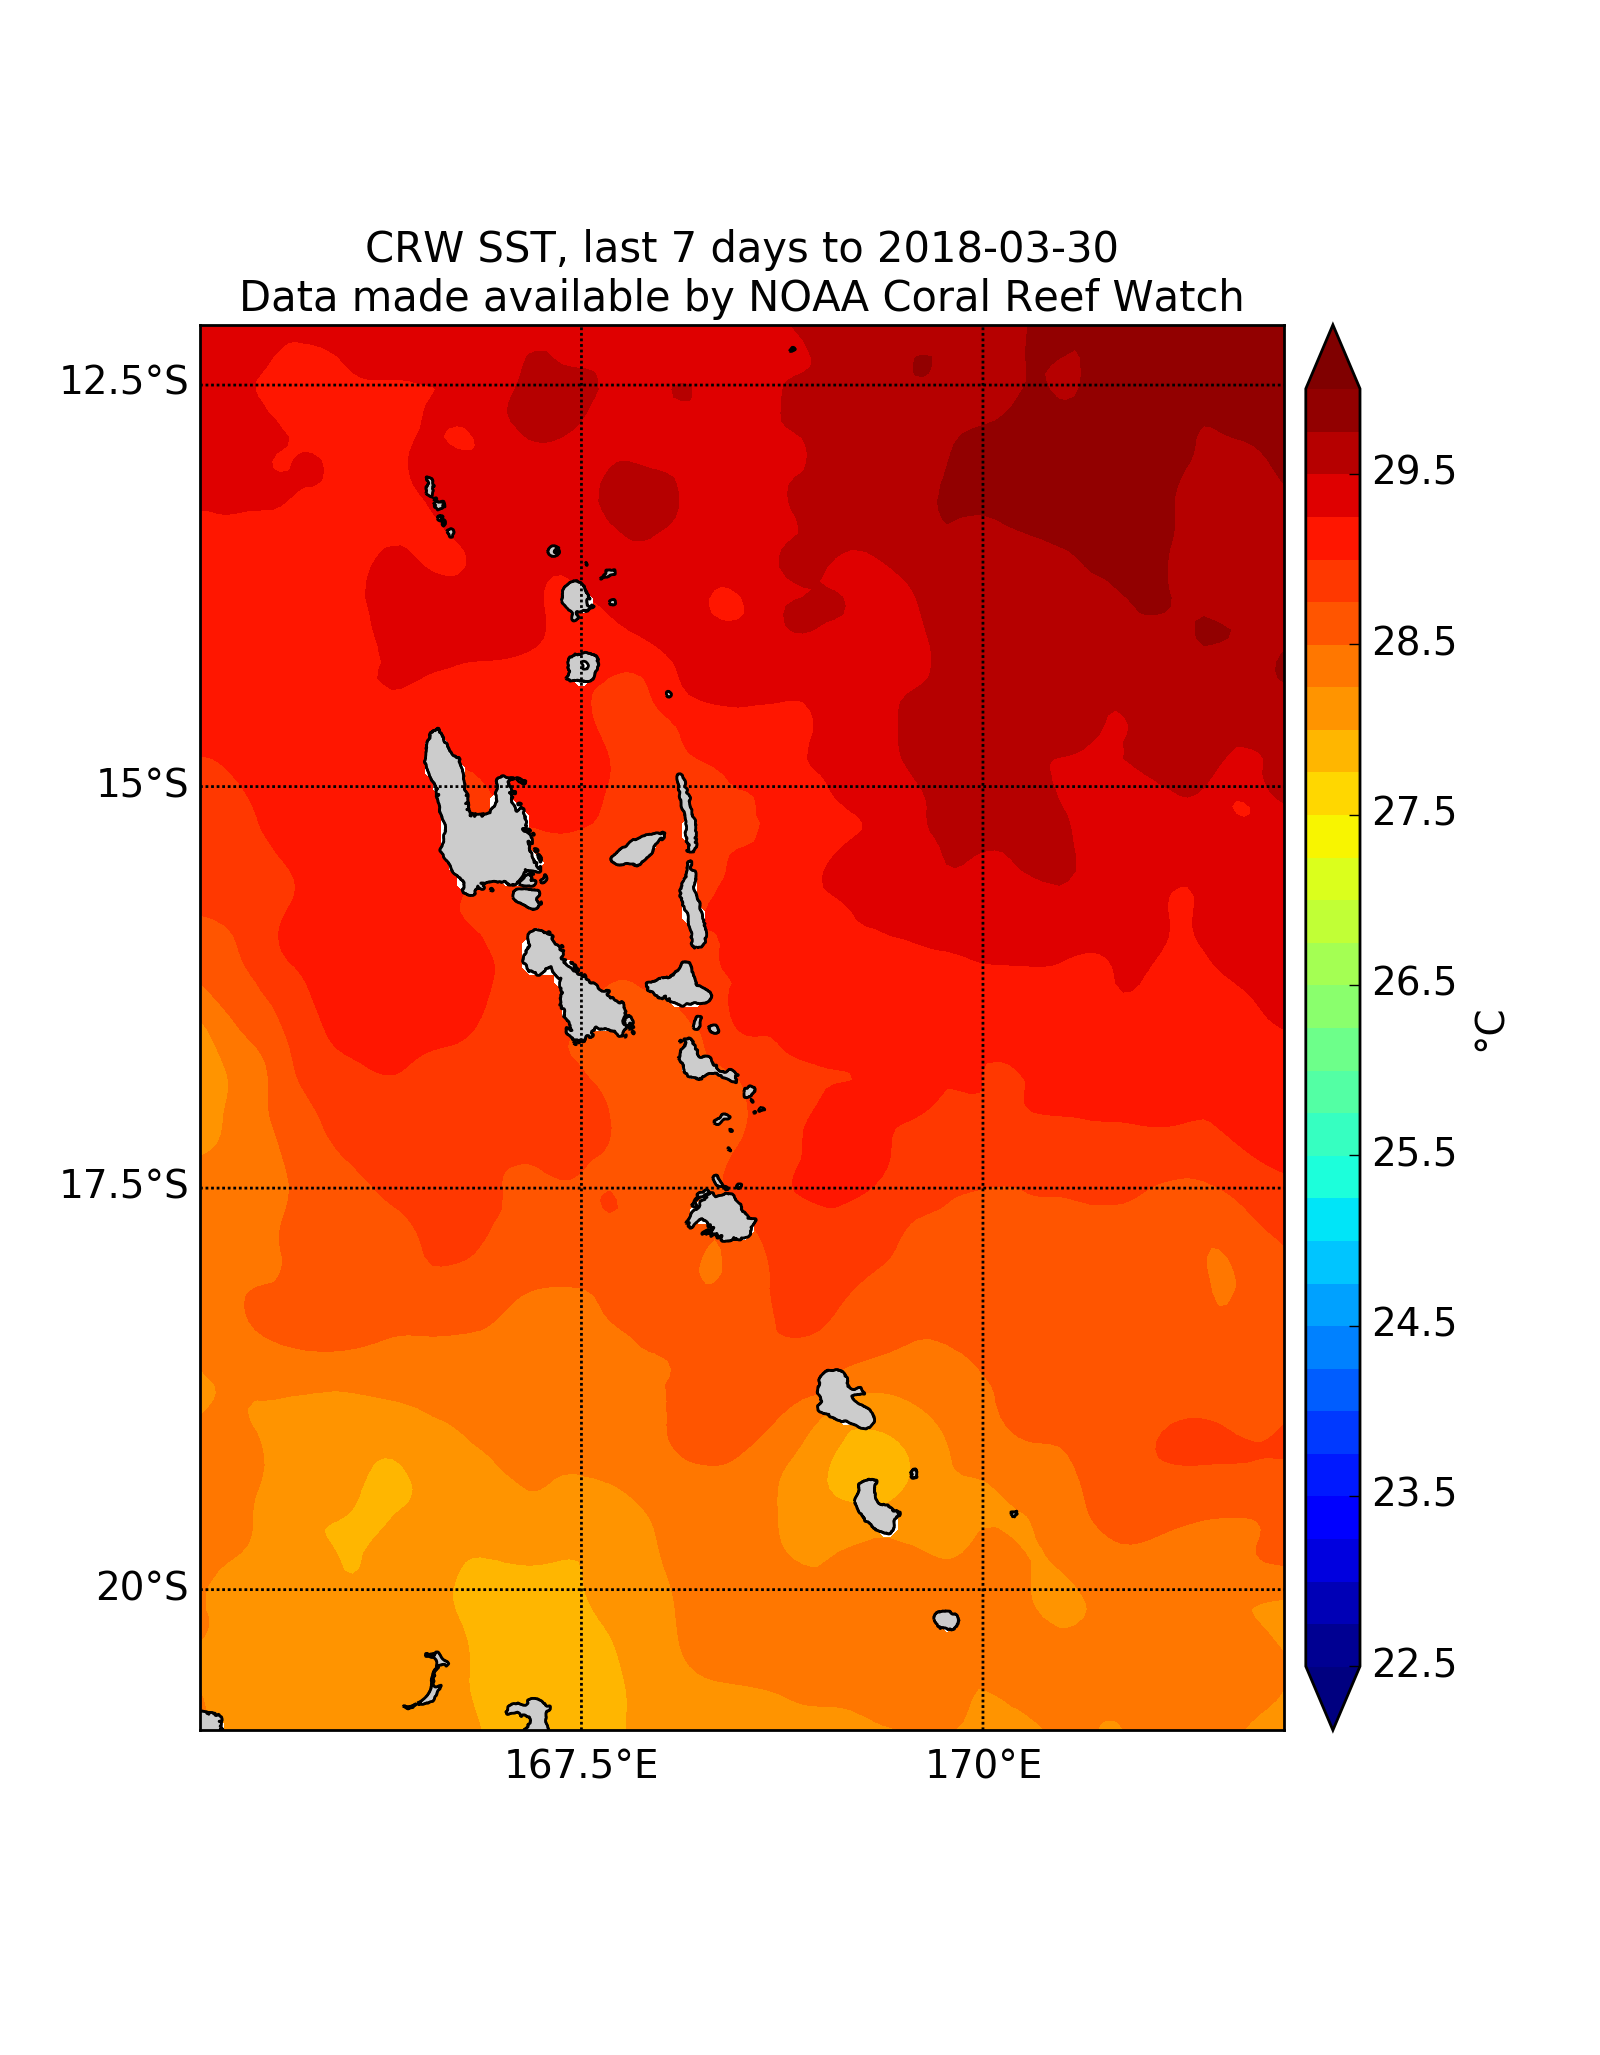 CRW SST, last 7 days to 2018-03-30
Data made available by NOAA Coral Reef Watch
12.5°S
15°S
17.5°S
20°S
167.5°E
170°E
29.5
28.5
27.5
26.5
25.5
24.5
23.5
22.5
°C